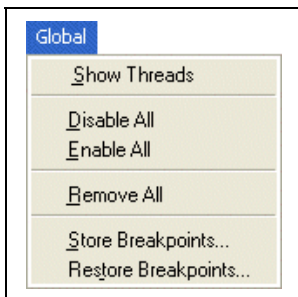 Global
Show Threads
Disable All
Enable All
Remove All
Store Breakpoints...
Restore Breakpoints...